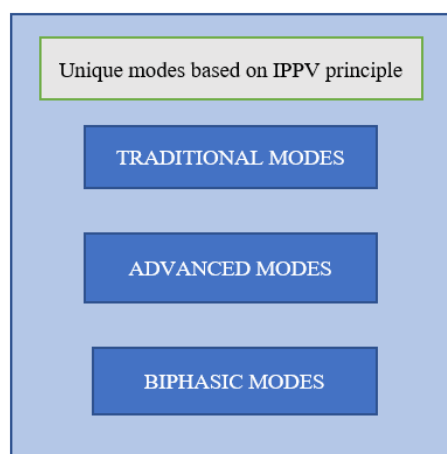 Unique modes based on IPPV principle
TRADITIONAL MODES
ADVANCED MODES
BIPHASIC MODES